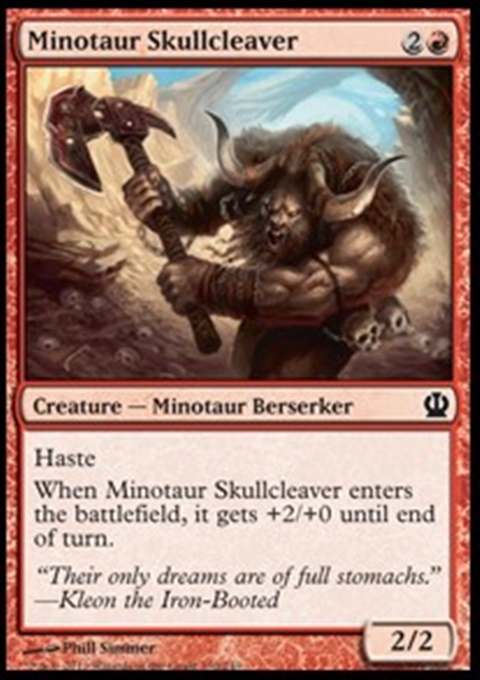 Minotaur Skullcleaver 2
Creature — Minotaur Berserker
Haste
When Minotaur Skullcleaver enters
the battlefield, it gets +2/+0 until end
of turn.
“Their only dreams are of full stomachs.”
—Kleon the Iron-Booted
Phill Simmer
2/2